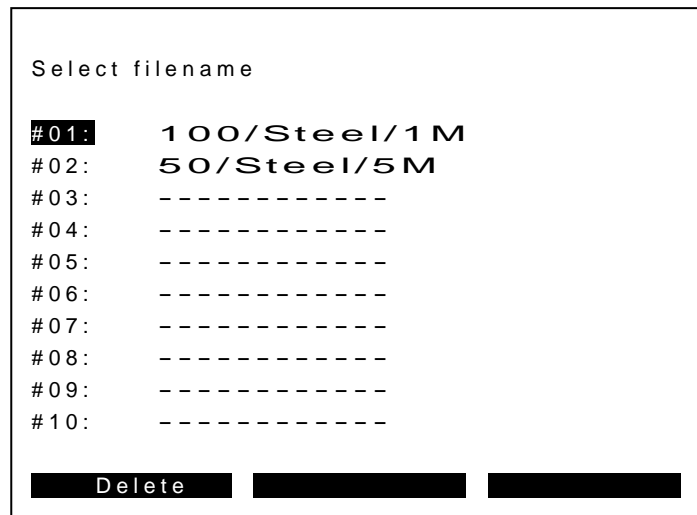 Select filename
#01: 100/Steel/1M
#02: 50/Steel/5M
#03: ------------
#04: ------------
#05: ------------
#06: ------------
#07: ------------
#08: ------------
#09: ------------
#10: ------------
Delete